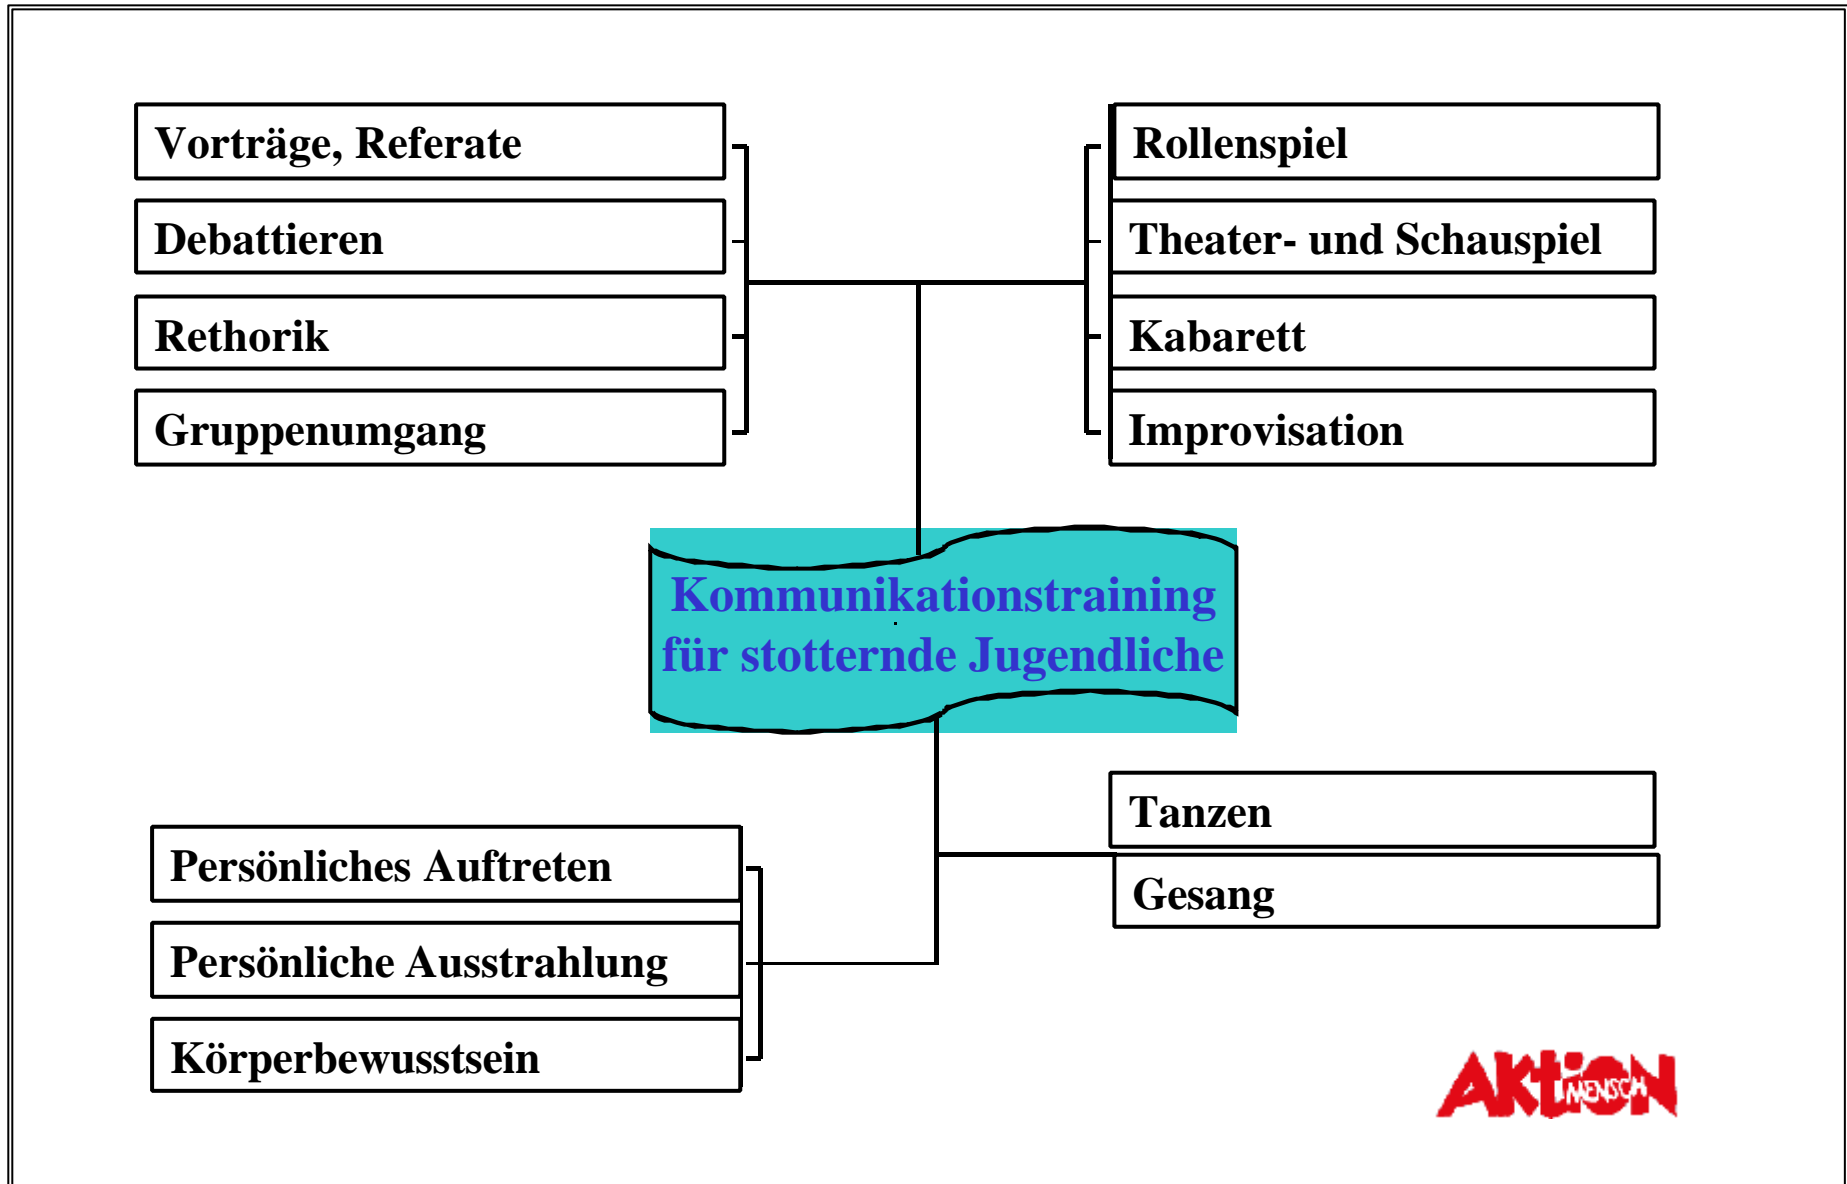 Vorträge, Referate
Debattieren
Rethorik
Gruppenumgang
Rollenspiel
Theater- und Schauspiel
Kabarett
Improvisation
Kommunikationstraining
für stotternde Jugendliche
Persönliches Auftreten
Persönliche Ausstrahlung
Körperbewusstsein
Tanzen
Gesang
AKtiON
MENSCH